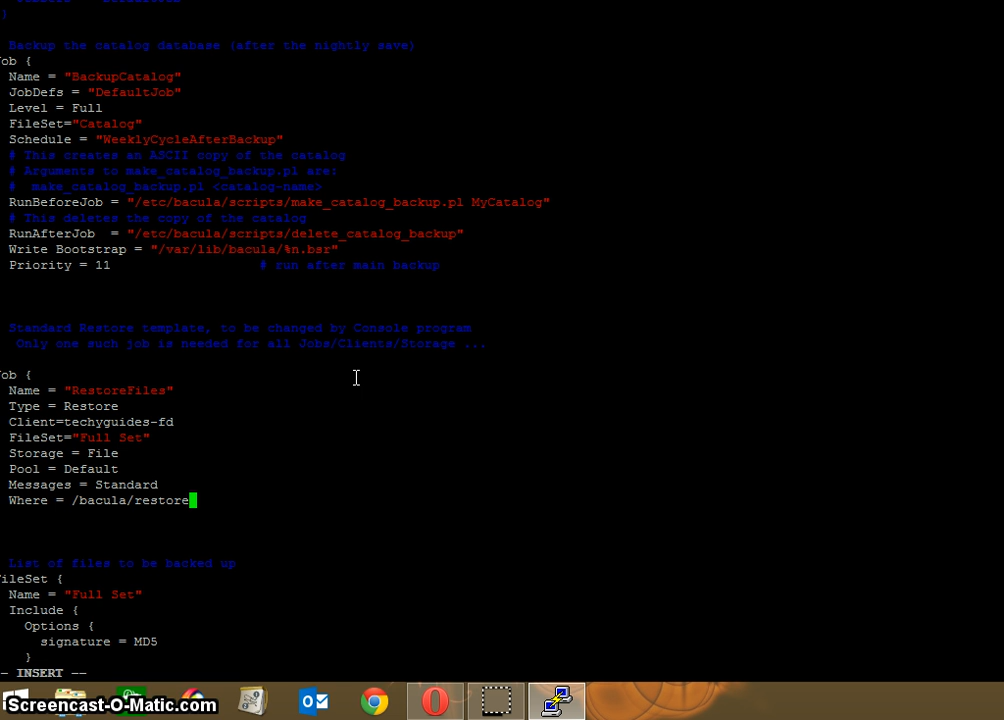 }
Backup the catalog database (after the nightly save)
ob {
Name = "BackupCatalog"
JobDefs = "DefaultJob"
Level = Full
FileSet="Catalog"
Schedule = "WeeklyCycleAfterBackup"
# This creates an ASCII copy of the catalog
# Arguments to make_catalog_backup.pl are:
#  make_catalog_backup.pl <catalog-name>
RunBeforeJob = "/etc/bacula/scripts/make_catalog_backup.pl MyCatalog"
# This deletes the copy of the catalog
RunAfterJob  = "/etc/bacula/scripts/delete_catalog_backup"
Write Bootstrap = "/var/lib/bacula/%n.bsr"
Priority = 11                   # run after main backup
Standard Restore template, to be changed by Console program
Only one such job is needed for all Jobs/Clients/Storage ...
ob {
Name = "RestoreFiles"
Type = Restore
Client=techyguides-fd
FileSet="Full Set"
Storage = File
Pool = Default
Messages = Standard
Where = /bacula/restore
List of files to be backed up
ileSet {
Name = "Full Set"
Include {
Options {
signature = MD5
}
- INSERT --
Screencast-O-Matic.com